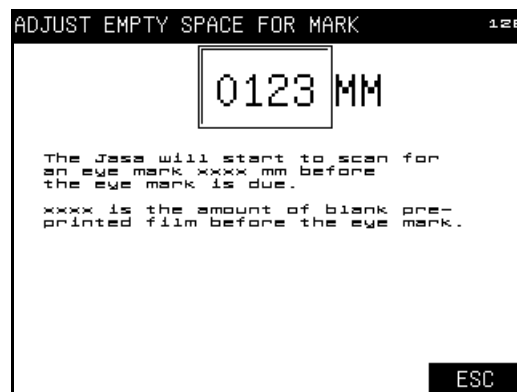 ADJUST EMPTY SPACE FOR MARK
0123 MM
The Jasa will start to scan for
an eye mark xxxx mm before
the eye mark is due.
xxxx is the amount of blank pre-
printed film before the eye mark.
ESC